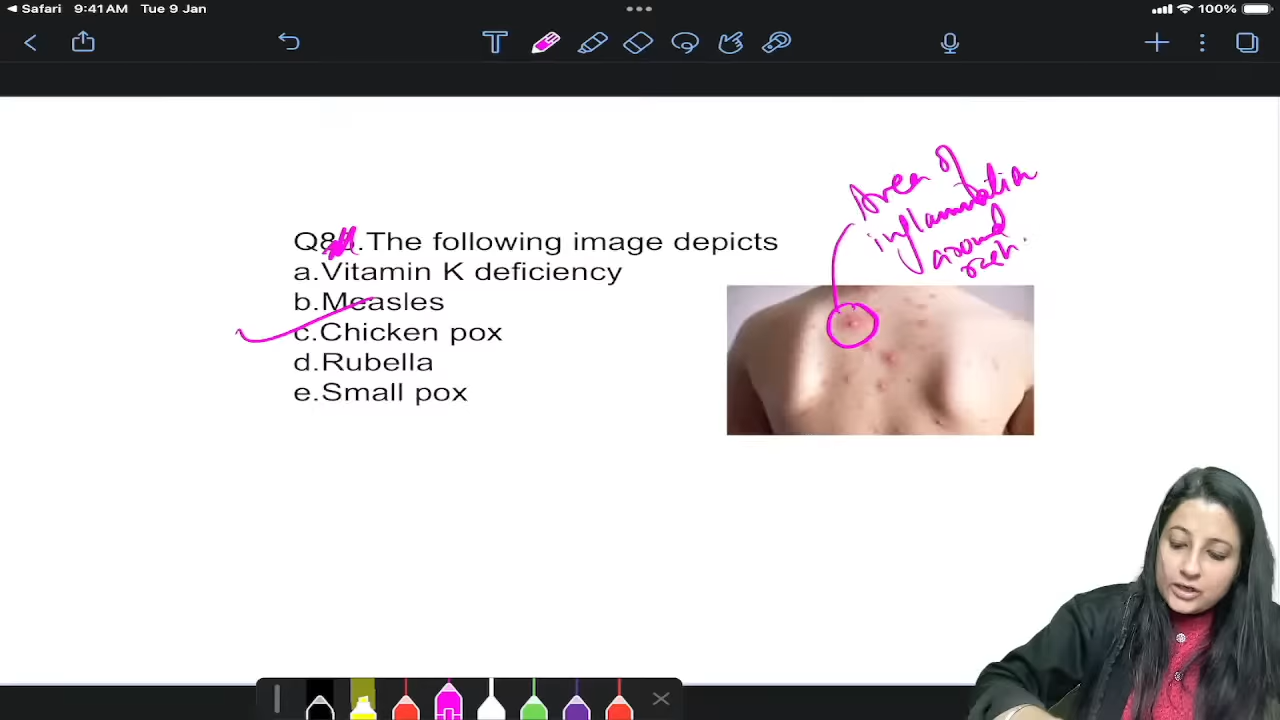 Safari 9:41 AM Tue 9 Jan
100%
Area of
inflammation
around
rash.
.The following image depicts
a.Vitamin K deficiency
b.Measles
c.Chicken pox
d.Rubella
e.Small pox